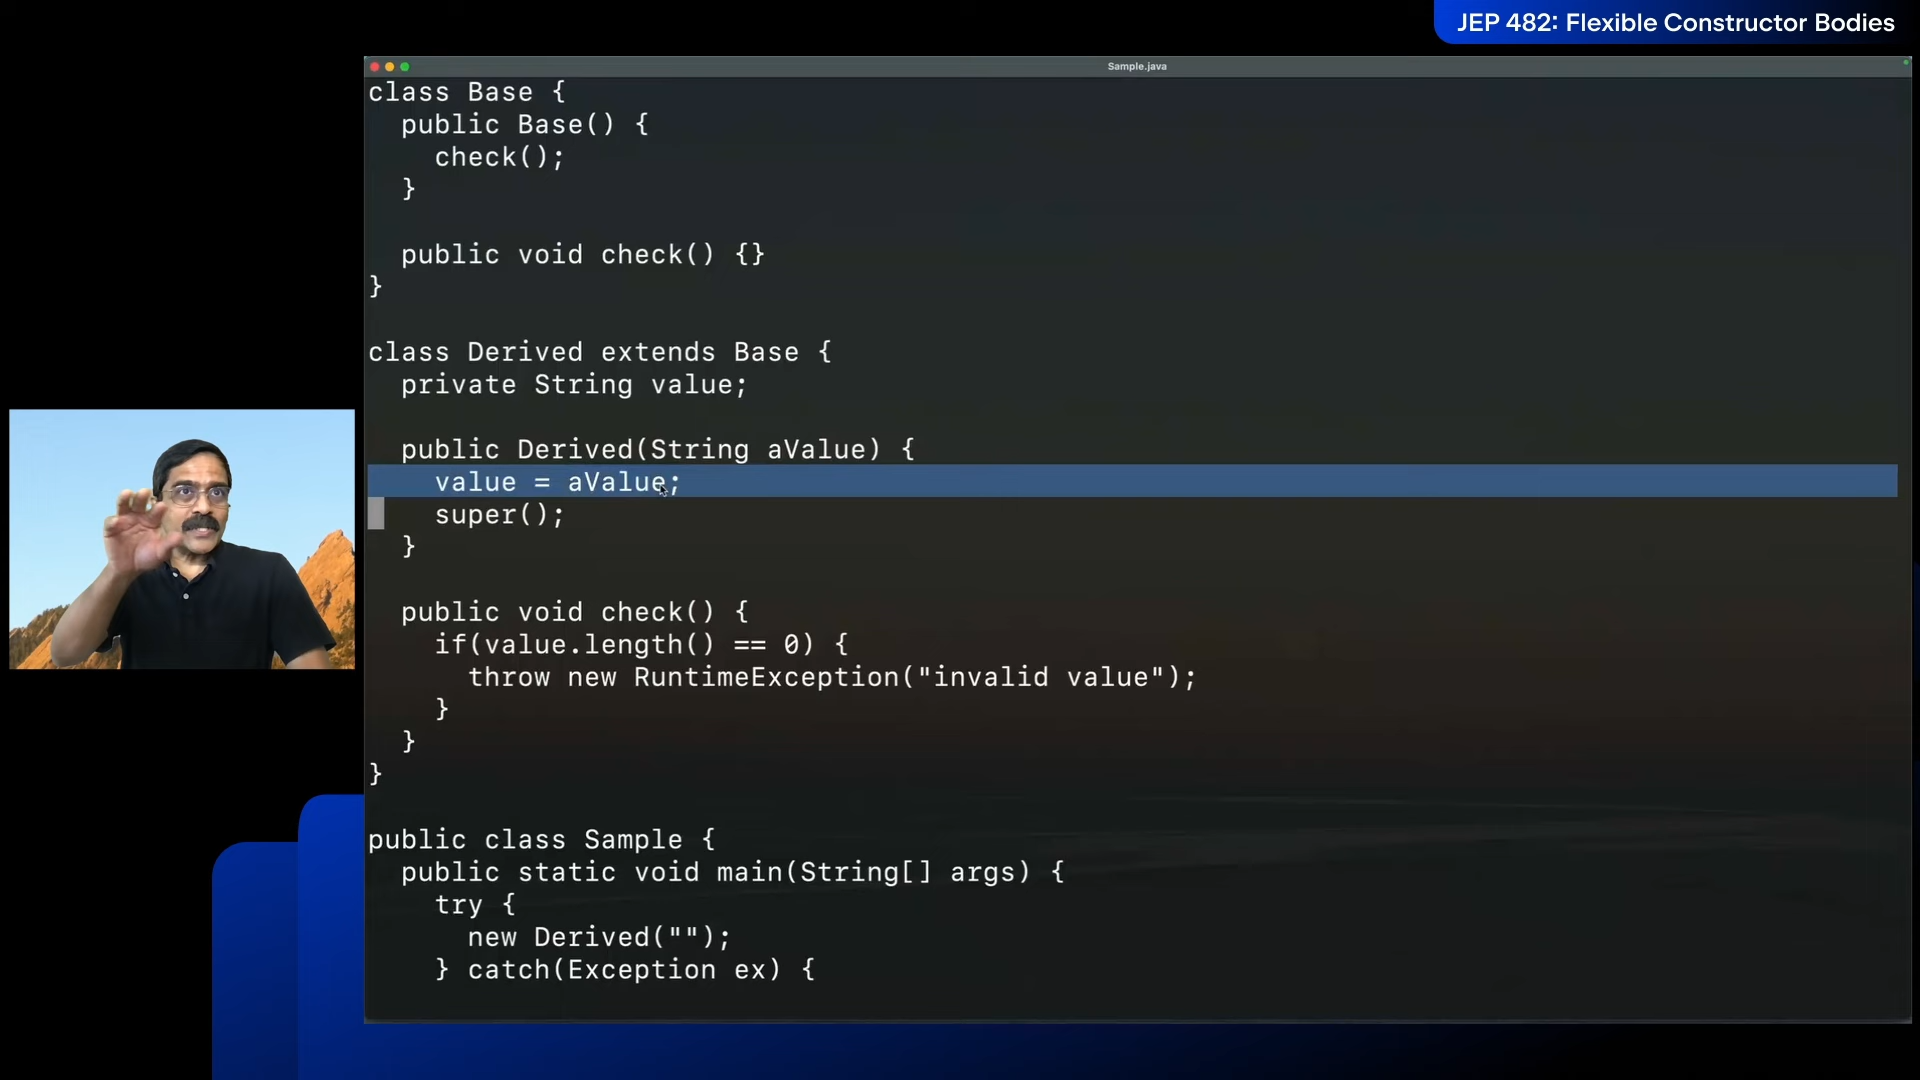 JEP 482: Flexible Constructor Bodies
Sample.java
class Base {
  public Base() {
    check();
  }

  public void check() {}
}

class Derived extends Base {
  private String value;

  public Derived(String aValue) {
    value = aValue;
    super();
  }

  public void check() {
    if(value.length() == 0) {
      throw new RuntimeException("invalid value");
    }
  }
}

public class Sample {
  public static void main(String[] args) {
    try {
      new Derived("");
    } catch(Exception ex) {